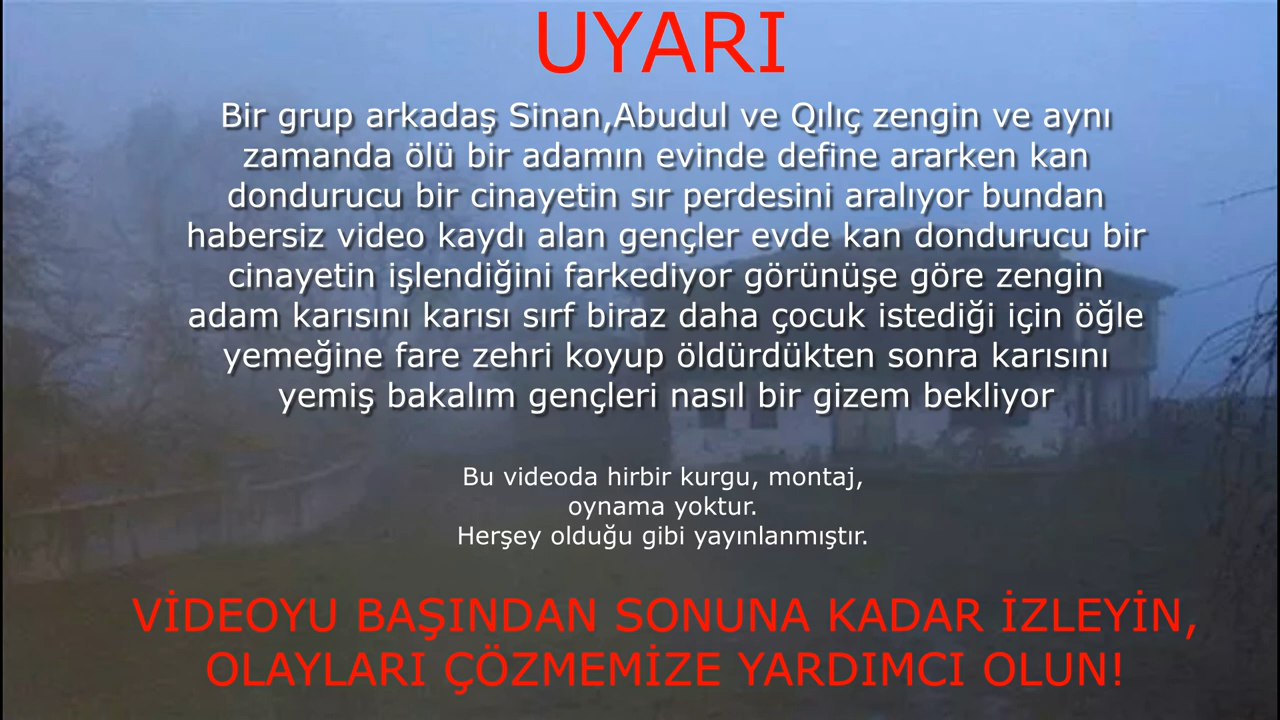 UYARI
Bir grup arkadaş Sinan,Abudul ve Qılıç zengin ve aynı
zamanda ölü bir adamın evinde define ararken kan
dondurucu bir cinayetin sır perdesini aralıyor bundan
habersiz video kaydı alan gençler evde kan dondurucu bir
cinayetin işlendiğini farkediyor görünüşe göre zengin
adam karısını karısı sırf biraz daha çocuk istediği için öğle
yemeğine fare zehri koyup öldürdükten sonra karısını
yemiş bakalım gençleri nasıl bir gizem bekliyor
Bu videoda hirbir kurgu, montaj,
oynama yoktur.
Herşey olduğu gibi yayınlanmıştır.
VİDEOYU BAŞINDAN SONUNA KADAR İZLEYİN,
OLAYLARI ÇÖZMEMİZE YARDIMCI OLUN!